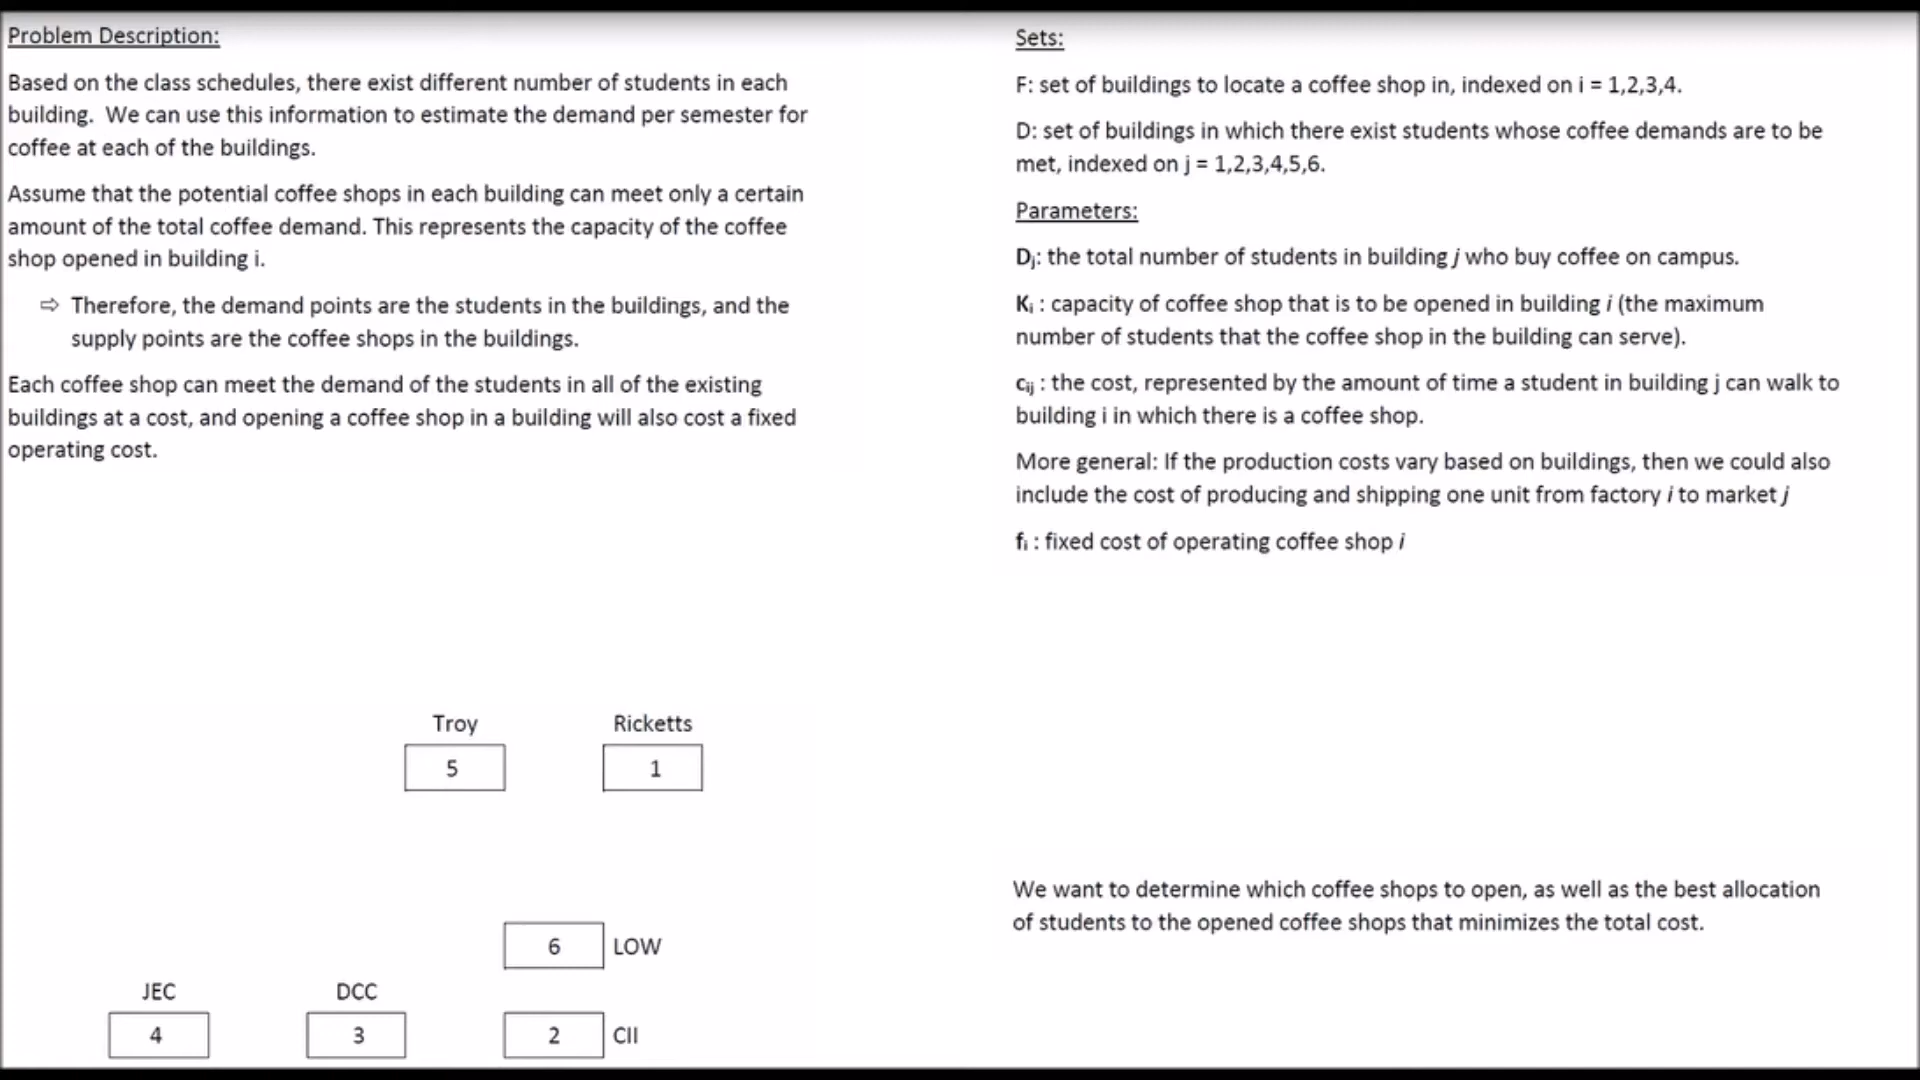 Problem Description:
Based on the class schedules, there exist different number of students in each
building.  We can use this information to estimate the demand per semester for
coffee at each of the buildings.
Assume that the potential coffee shops in each building can meet only a certain
amount of the total coffee demand. This represents the capacity of the coffee
shop opened in building i.
⇨ Therefore, the demand points are the students in the buildings, and the
supply points are the coffee shops in the buildings.
Each coffee shop can meet the demand of the students in all of the existing
buildings at a cost, and opening a coffee shop in a building will also cost a fixed
operating cost.
Troy
Ricketts
5
1
6
LOW
JEC
DCC
4
3
2
CII
Sets:
F: set of buildings to locate a coffee shop in, indexed on i = 1,2,3,4.
D: set of buildings in which there exist students whose coffee demands are to be
met, indexed on j = 1,2,3,4,5,6.
Parameters:
Dⱼ: the total number of students in building j who buy coffee on campus.
Kᵢ : capacity of coffee shop that is to be opened in building i (the maximum
number of students that the coffee shop in the building can serve).
cᵢⱼ : the cost, represented by the amount of time a student in building j can walk to
building i in which there is a coffee shop.
More general: If the production costs vary based on buildings, then we could also
include the cost of producing and shipping one unit from factory i to market j
fᵢ : fixed cost of operating coffee shop i
We want to determine which coffee shops to open, as well as the best allocation
of students to the opened coffee shops that minimizes the total cost.